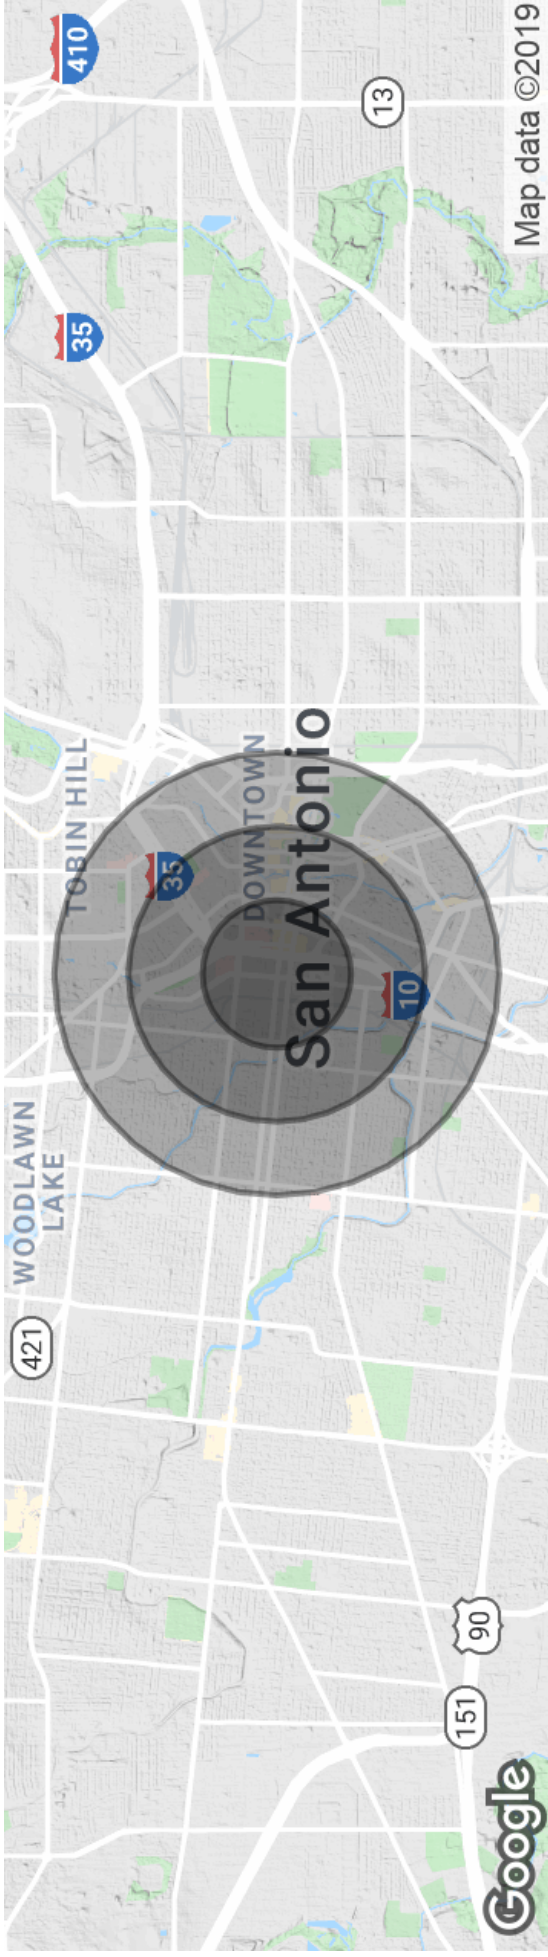 WOODLAWN
LAKE
TOBIN HILL
410
35
421
35
DOWNTOWN
San Antonio
13
10
151
90
Google
Map data ©2019